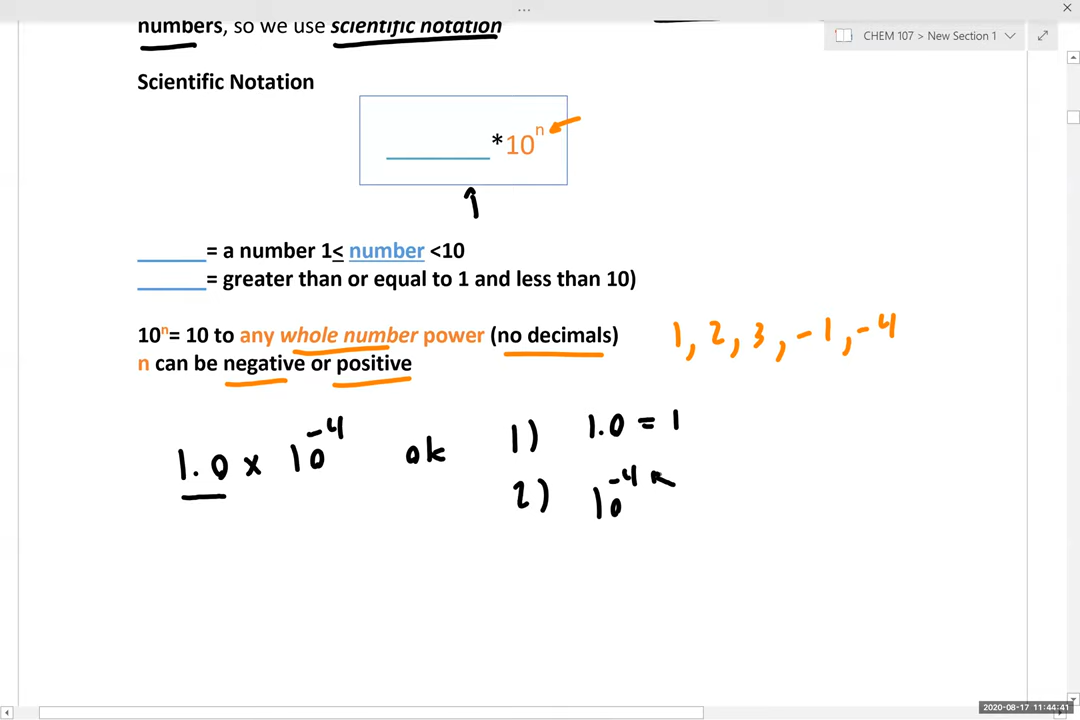 numbers, so we use scientific notation
CHEM 107 > New Section 1
Scientific Notation
________ *10ⁿ
______ = a number 1≤ number <10
______ = greater than or equal to 1 and less than 10)
10ⁿ= 10 to any whole number power (no decimals) 1, 2, 3, -1, -4
n can be negative or positive
1.0 x 10⁻⁴ ok 1) 1.0 = 1
2) 10⁻⁴
2020-08-17 11:44:41